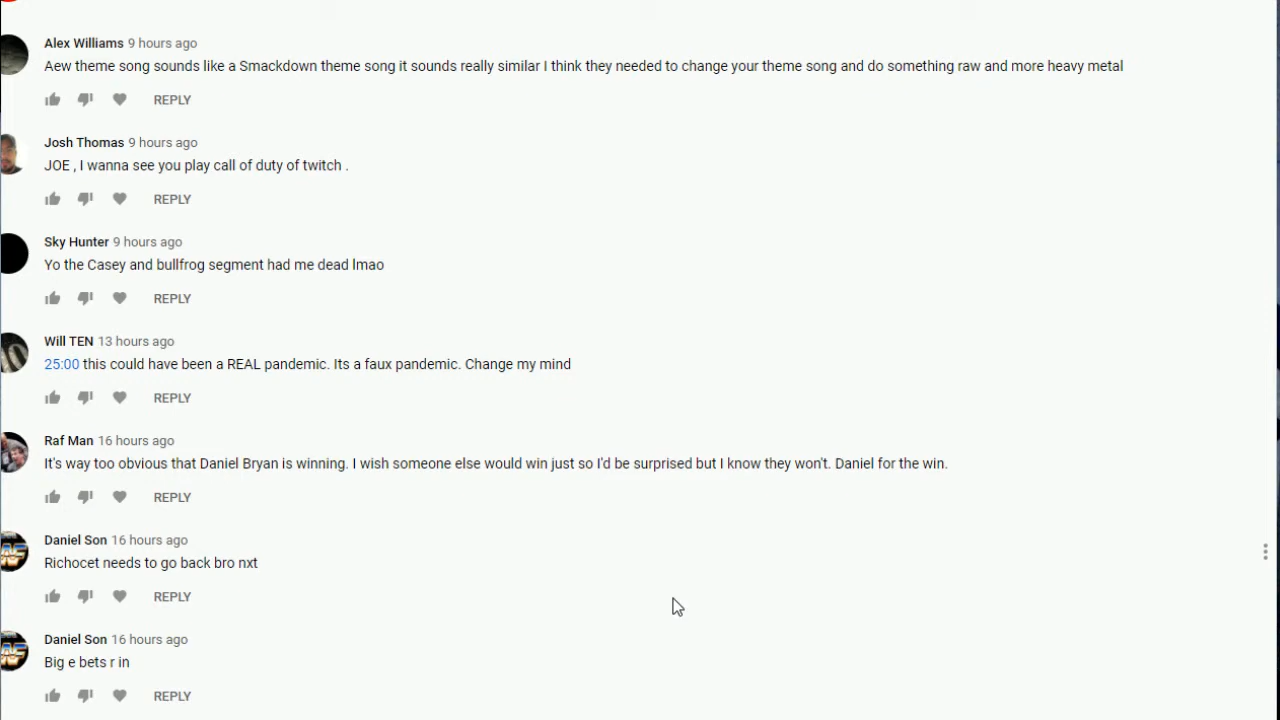 Alex Williams 9 hours ago
Aew theme song sounds like a Smackdown theme song it sounds really similar I think they needed to change your theme song and do something raw and more heavy metal
REPLY
Josh Thomas 9 hours ago
JOE , I wanna see you play call of duty of twitch .
REPLY
Sky Hunter 9 hours ago
Yo the Casey and bullfrog segment had me dead lmao
REPLY
Will TEN 13 hours ago
25:00 this could have been a REAL pandemic. Its a faux pandemic. Change my mind
REPLY
Raf Man 16 hours ago
It's way too obvious that Daniel Bryan is winning. I wish someone else would win just so I'd be surprised but I know they won't. Daniel for the win.
REPLY
Daniel Son 16 hours ago
Richocet needs to go back bro nxt
REPLY
Daniel Son 16 hours ago
Big e bets r in
REPLY